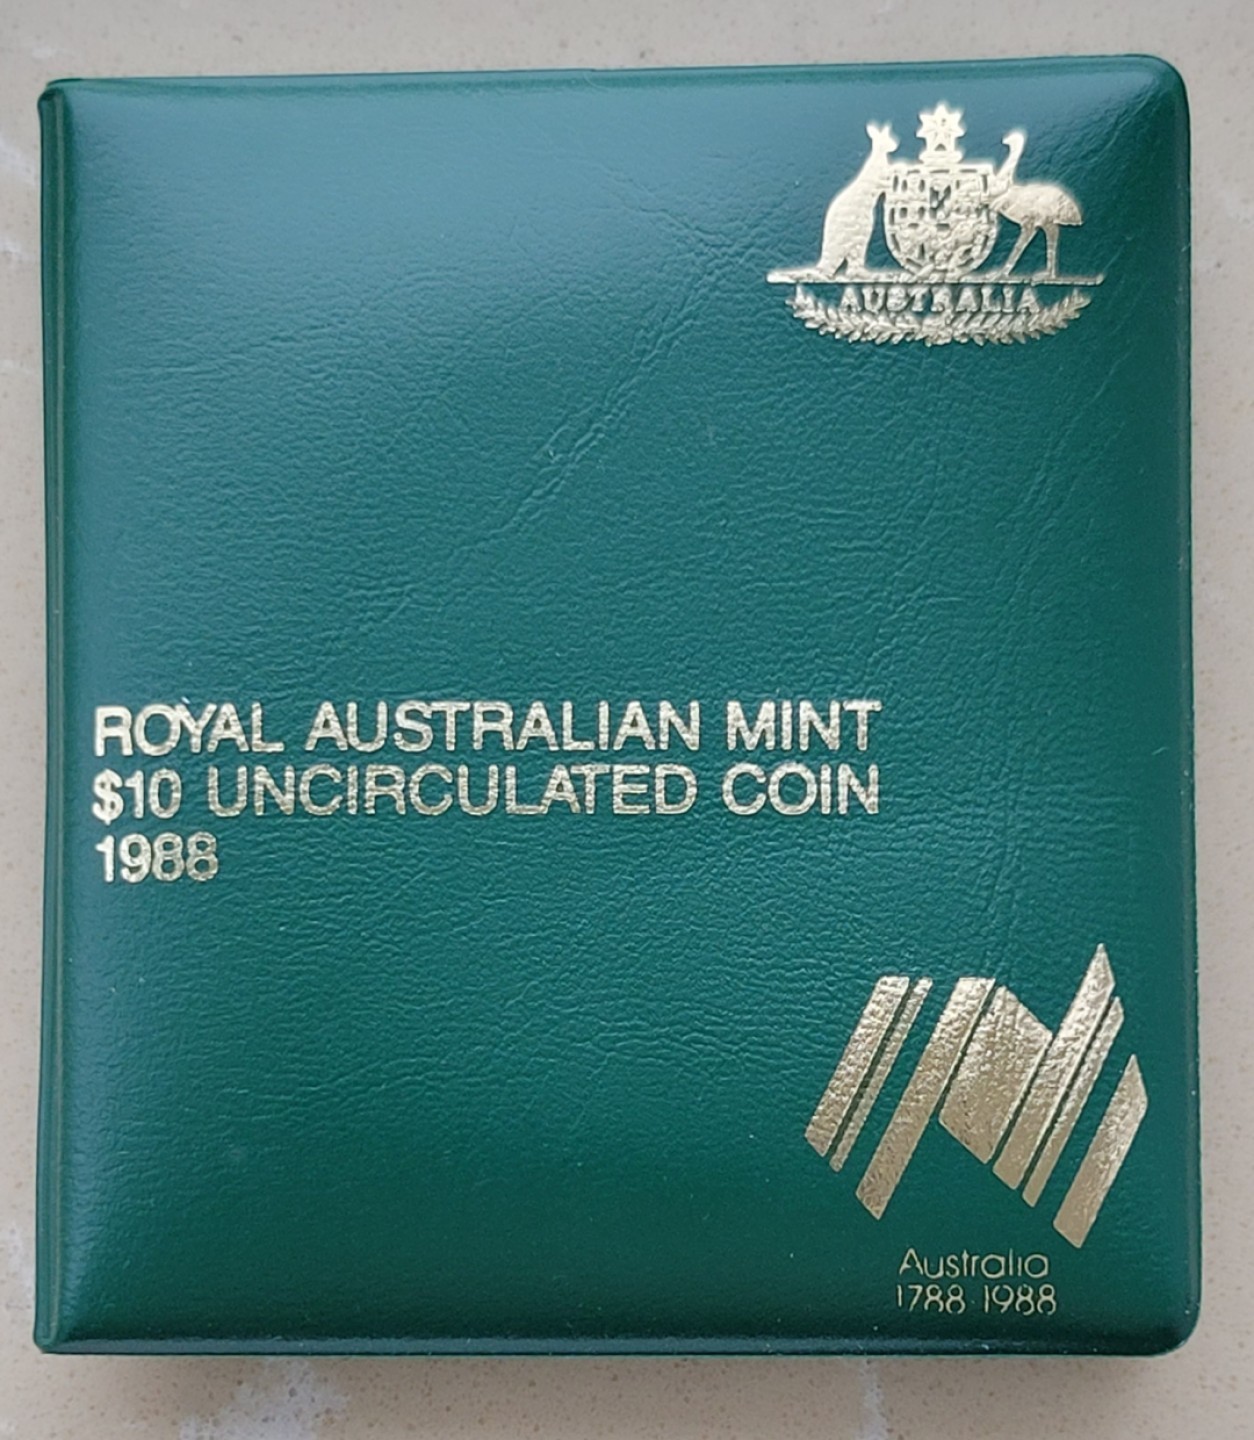 AUSTRALIA
ROYAL AUSTRALIAN MINT
$10 UNCIRCULATED COIN
1988
Australia
1788-1988